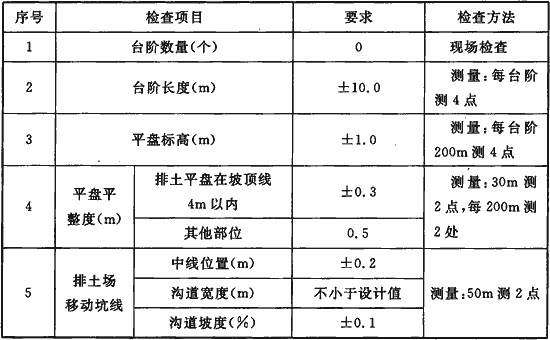 序号 检查项目 要求 检查方法
1 台阶数量(个) 0 现场检查
2 台阶长度(m) ±10.0 测量:每台阶
测4点
3 平盘标高(m) ±1.0 测量:每台阶
200m测4点
4 平盘平
整度(m)
排土平盘在坡顶线
4m以内
±0.3
其他部位 0.5
测量:30m测
2点,每200m测
2处
5 排土场
移动坑线
中线位置(m) ±0.2
沟道宽度(m) 不小于设计值
沟道坡度(%) ±0.1
测量:50m测2点